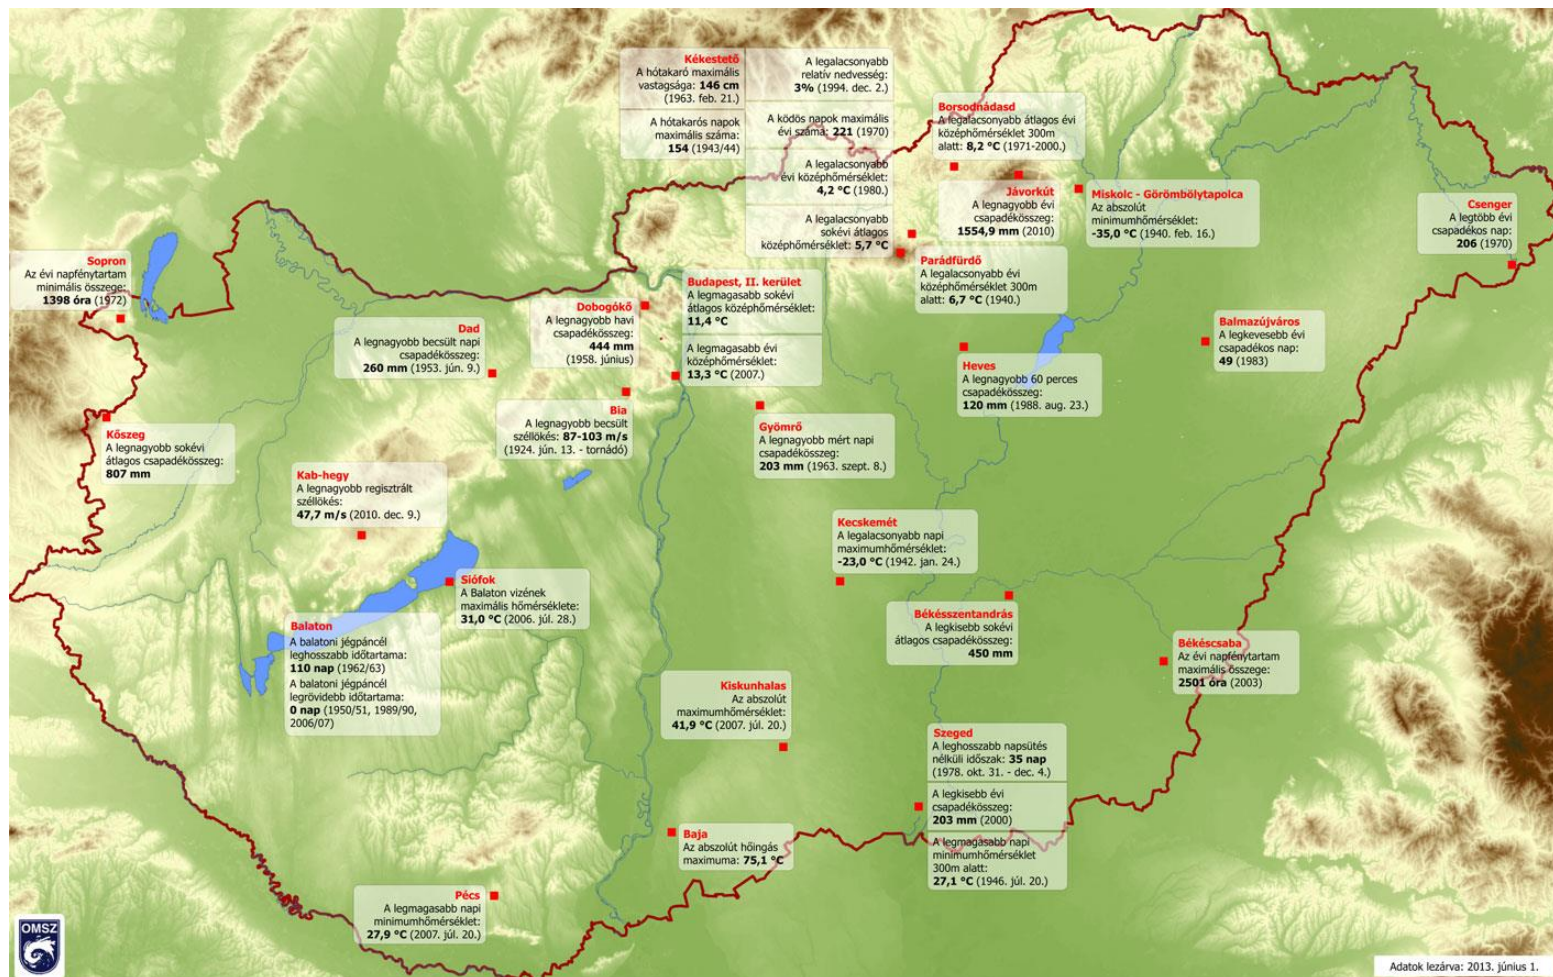 Kékestető
A hótakaró maximális
vastagsága: 146 cm
(1963. feb. 21.)
A hótakarós napok
maximális száma:
154 (1943/44)
A legalacsonyabb
relatív nedvesség:
3% (1994. dec. 2.)
A ködös napok maximális
évi száma: 221 (1970)
A legalacsonyabb
évi középhőmérséklet:
4,2 °C (1980.)
A legalacsonyabb
sokévi átlagos
középhőmérséklet: 5,7 °C
Borsodnádasd
A legalacsonyabb átlagos évi
középhőmérséklet 300m
alatt: 8,2 °C (1971-2000.)
Jávorkút
A legnagyobb évi
csapadékösszeg:
1554,9 mm (2010)
Miskolc - Görömbölytapolca
Az abszolút
minimumhőmérséklet:
-35,0 °C (1940. feb. 16.)
Csenger
A legtöbb évi
csapadékos nap:
206 (1970)
Sopron
Az évi napfénytartam
minimális összege:
1398 óra (1972)
Parádfürdő
A legalacsonyabb évi
középhőmérséklet 300m
alatt: 6,7 °C (1940.)
Budapest, II. kerület
A legmagasabb sokévi
átlagos középhőmérséklet:
11,4 °C
A legmagasabb évi
középhőmérséklet:
13,3 °C (2007.)
Dobogókő
A legnagyobb havi
csapadékösszeg:
444 mm
(1958. június)
Dad
A legnagyobb becsült napi
csapadékösszeg:
260 mm (1953. jún. 9.)
Balmazújváros
A legkevesebb évi
csapadékos nap:
49 (1983)
Heves
A legnagyobb 60 perces
csapadékösszeg:
120 mm (1988. aug. 23.)
Bia
A legnagyobb becsült
széllökés: 87-103 m/s
(1924. jún. 13. - tornádó)
Gyömrő
A legnagyobb mért napi
csapadékösszeg:
203 mm (1963. szept. 8.)
Kőszeg
A legnagyobb sokévi
átlagos csapadékösszeg:
807 mm
Kab-hegy
A legnagyobb regisztrált
széllökés:
47,7 m/s (2010. dec. 9.)
Kecskemét
A legalacsonyabb napi
maximumhőmérséklet:
-23,0 °C (1942. jan. 24.)
Siófok
A Balaton vizének
maximális hőmérséklete:
31,0 °C (2006. júl. 28.)
Balaton
A balatoni jégpáncél
leghosszabb időtartama:
110 nap (1962/63)
A balatoni jégpáncél
legrövidebb időtartama:
0 nap (1950/51, 1989/90,
2006/07)
Békésszentandrás
A legkisebb sokévi
átlagos csapadékösszeg:
450 mm
Békéscsaba
Az évi napfénytartam
maximális összege:
2501 óra (2003)
Kiskunhalas
Az abszolút
maximumhőmérséklet:
41,9 °C (2007. júl. 20.)
Szeged
A leghosszabb napsütés
nélküli időszak: 35 nap
(1978. okt. 31. - dec. 4.)
A legkisebb évi
csapadékösszeg:
203 mm (2000)
A legmagasabb napi
minimumhőmérséklet
300m alatt:
27,1 °C (1946. júl. 20.)
Baja
Az abszolút hőingás
maximuma: 75,1 °C
Pécs
A legmagasabb napi
minimumhőmérséklet:
27,9 °C (2007. júl. 20.)
OMSZ
Adatok lezárva: 2013. június 1.